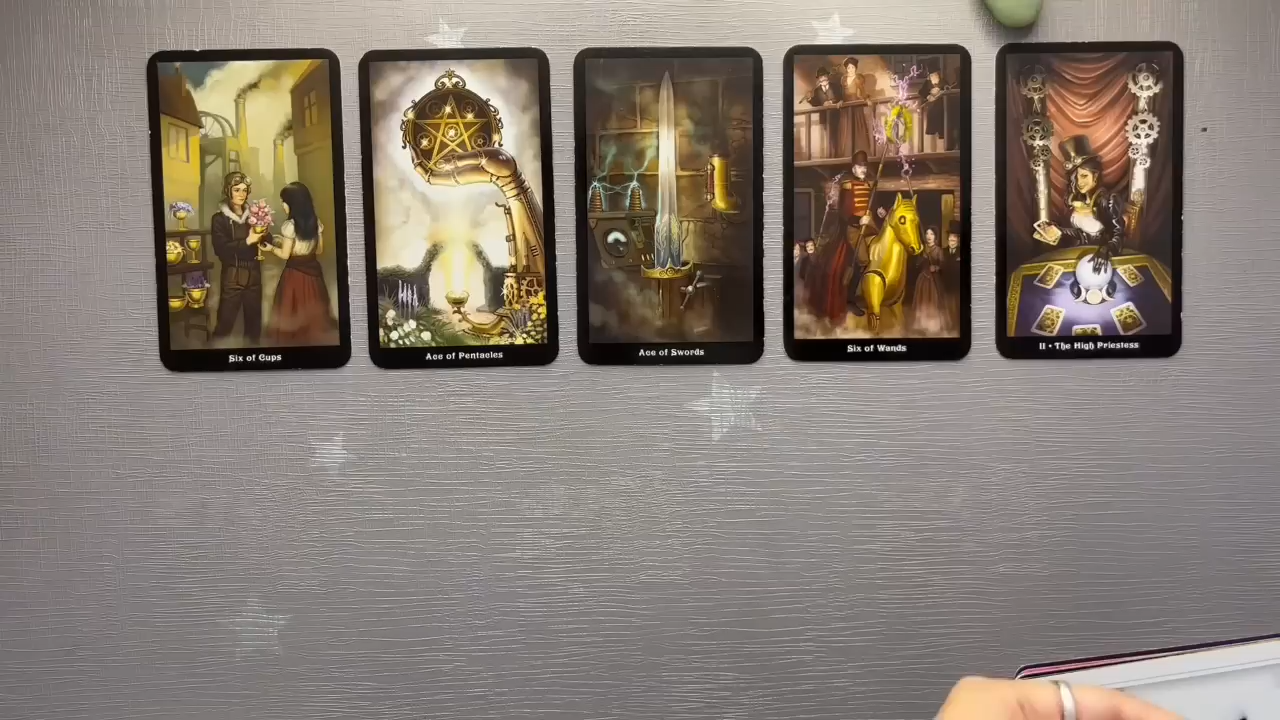 Six of Cups
Ace of Pentacles
Ace of Swords
Six of Wands
II • The High Priestess